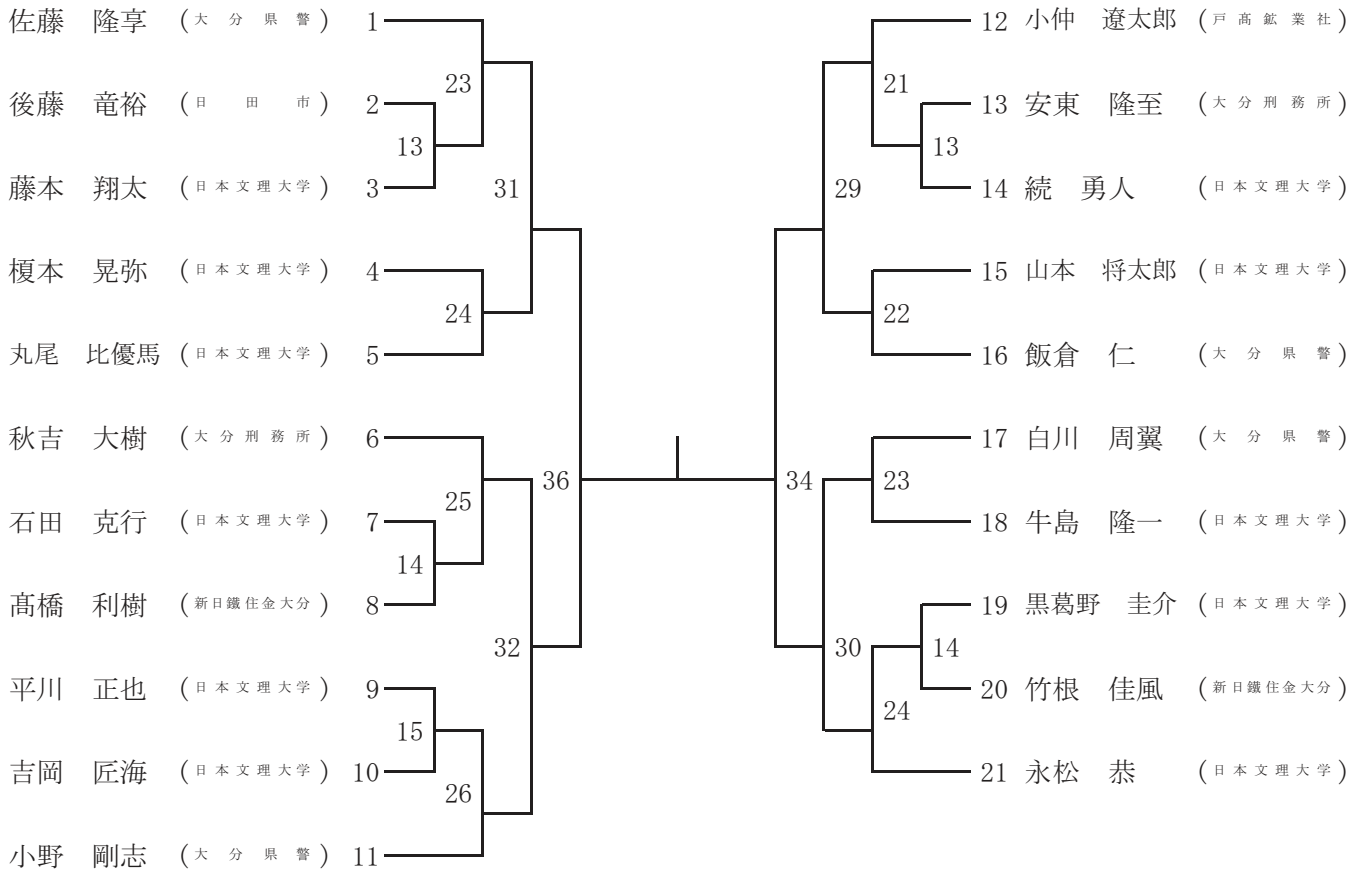 佐藤 隆享 (大分県警) 1
23
後藤 竜裕 (日田市) 2
13
藤本 翔太 (日本文理大学) 3
31
榎本 晃弥 (日本文理大学) 4
24
丸尾 比優馬 (日本文理大学) 5
秋吉 大樹 (大分刑務所) 6
36
25
石田 克行 (日本文理大学) 7
14
髙橋 利樹 (新日鐵住金大分) 8
32
平川 正也 (日本文理大学) 9
15
吉岡 匠海 (日本文理大学) 10
26
小野 剛志 (大分県警) 11
12 小仲 遼太郎 (戸髙鉱業社)
21
13 安東 隆至 (大分刑務所)
13
14 続 勇人 (日本文理大学)
29
15 山本 将太郎 (日本文理大学)
22
16 飯倉 仁 (大分県警)
17 白川 周翼 (大分県警)
34
23
18 牛島 隆一 (日本文理大学)
19 黒葛野 圭介 (日本文理大学)
30
14
20 竹根 佳風 (新日鐵住金大分)
24
21 永松 恭 (日本文理大学)